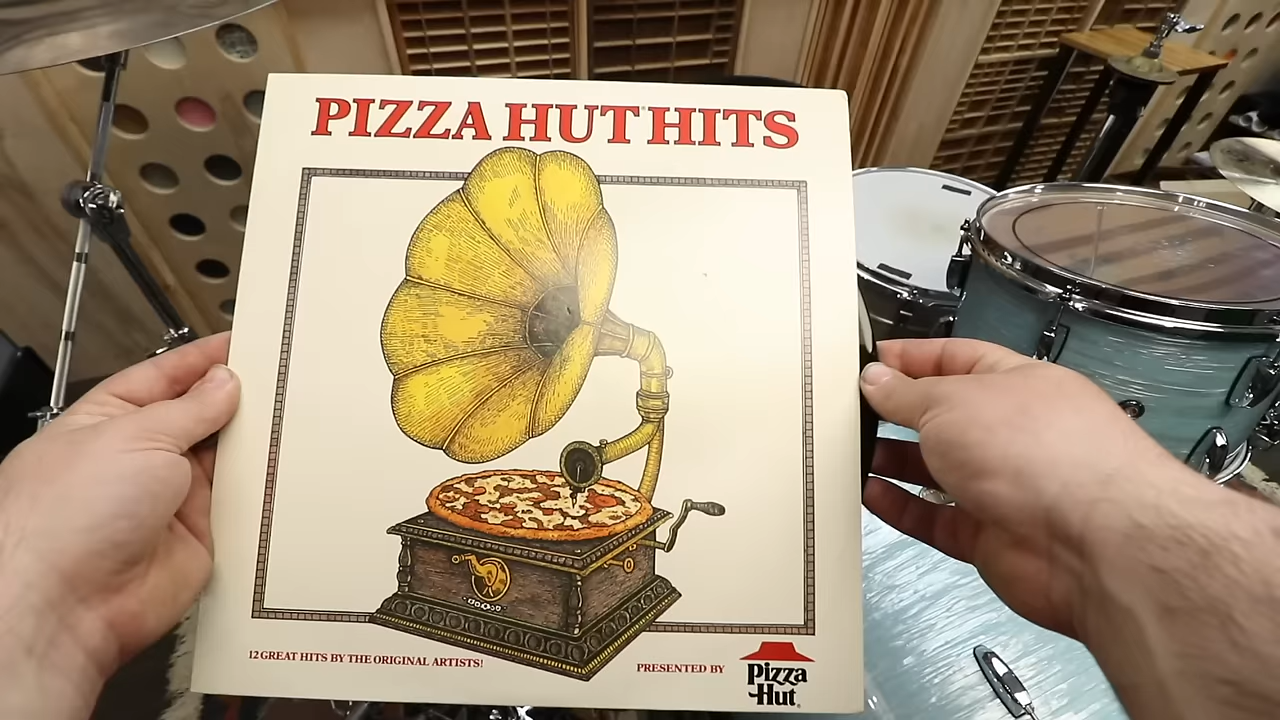 PIZZA HUT® HITS
12 GREAT HITS BY THE ORIGINAL ARTISTS!
PRESENTED BY
Pizza
Hut®